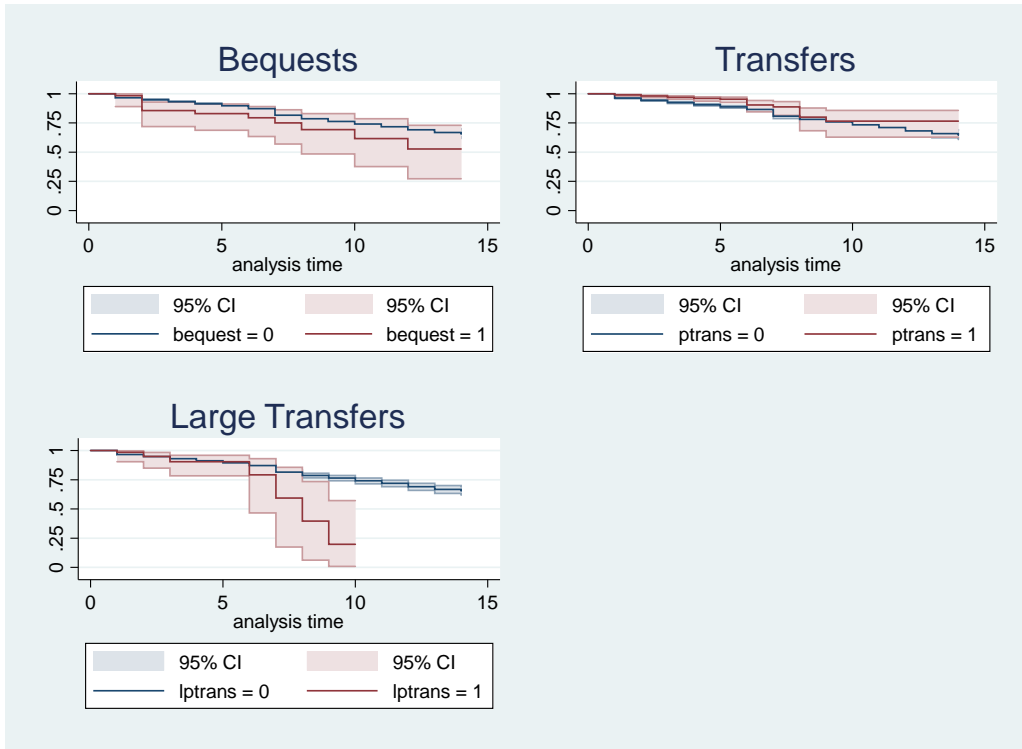 Bequests
0 .25 .5 .75 1
0 5 10 15
analysis time
95% CI 95% CI
bequest = 0 bequest = 1
Transfers
0 .25 .5 .75 1
0 5 10 15
analysis time
95% CI 95% CI
ptrans = 0 ptrans = 1
Large Transfers
0 .25 .5 .75 1
0 5 10 15
analysis time
95% CI 95% CI
lptrans = 0 lptrans = 1